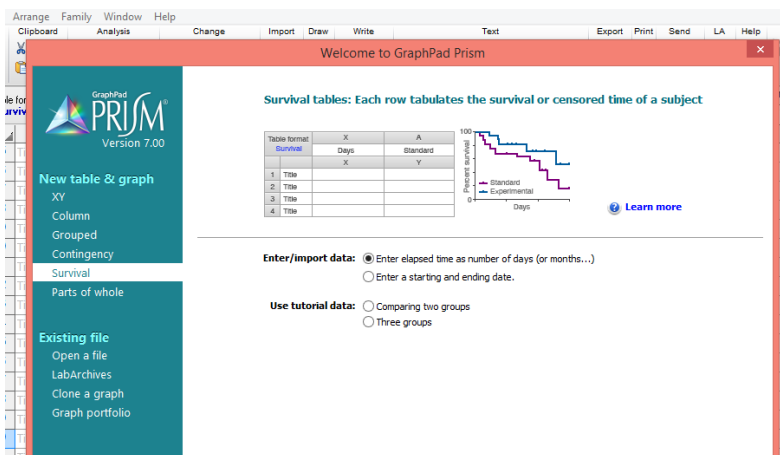 Arrange Family Window Help
Clipboard Analysis Change Import Draw Write Text Export Print Send LA Help
Welcome to GraphPad Prism
GraphPad
PRISM
Version 7.00
New table & graph
XY
Column
Grouped
Contingency
Survival
Parts of whole
Existing file
Open a file
LabArchives
Clone a graph
Graph portfolio
Survival tables: Each row tabulates the survival or censored time of a subject
Table format X A
Survival Days Standard
X Y
1 Title
2 Title
3 Title
4 Title
100
Percent survival
Standard
Experimental
0
Days
Learn more
Enter/import data: Enter elapsed time as number of days (or months...)
Enter a starting and ending date.
Use tutorial data: Comparing two groups
Three groups